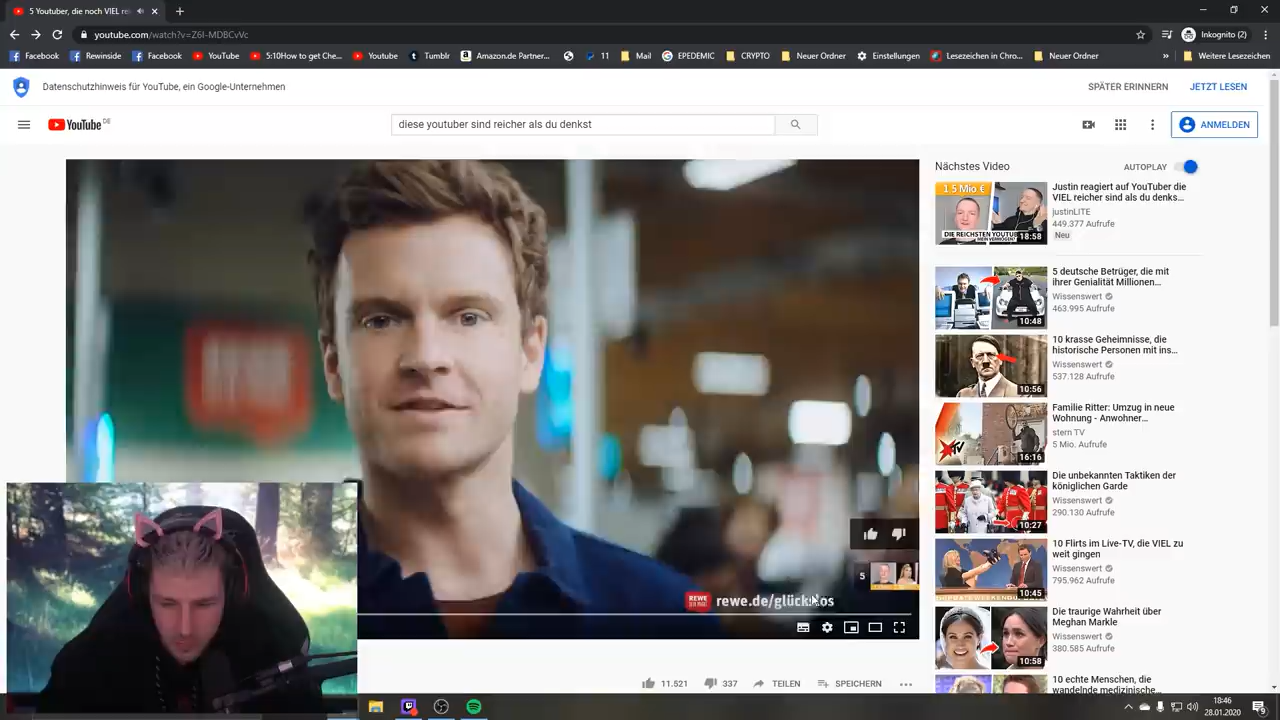 5 Youtuber, die noch VIEL rei
youtube.com/watch?v=Z6I-MDBCvVc
Inkognito (2)
Facebook
Rewinside
Facebook
YouTube
5:10How to get Che...
Youtube
Tumblr
Amazon.de Partner...
11
Mail
EPEDEMIC
CRYPTO
Neuer Ordner
Einstellungen
Lesezeichen in Chro...
Neuer Ordner
Weitere Lesezeichen
Datenschutzhinweis für YouTube, ein Google-Unternehmen
SPÄTER ERINNERN
JETZT LESEN
YouTube DE
diese youtuber sind reicher als du denkst
ANMELDEN
Nächstes Video
AUTOPLAY
1 5 Mio €
DIE REICHSTEN YOUTUB
18:58
Justin reagiert auf YouTuber die
VIEL reicher sind als du denks...
justinLITE
449.377 Aufrufe
Neu
10:48
5 deutsche Betrüger, die mit
ihrer Genialität Millionen...
Wissenswert
463.995 Aufrufe
10:56
10 krasse Geheimnisse, die
historische Personen mit ins...
Wissenswert
537.128 Aufrufe
TV
16:16
Familie Ritter: Umzug in neue
Wohnung - Anwohner...
stern TV
5 Mio. Aufrufe
10:27
Die unbekannten Taktiken der
königlichen Garde
Wissenswert
290.130 Aufrufe
10:45
10 Flirts im Live-TV, die VIEL zu
weit gingen
Wissenswert
795.962 Aufrufe
10:58
Die traurige Wahrheit über
Meghan Markle
Wissenswert
380.585 Aufrufe
10 echte Menschen, die
wandelnde medizinische...
5
REWE
rewe.de/glückslos
11.521
337
TEILEN
SPEICHERN
18:46
28.01.2020